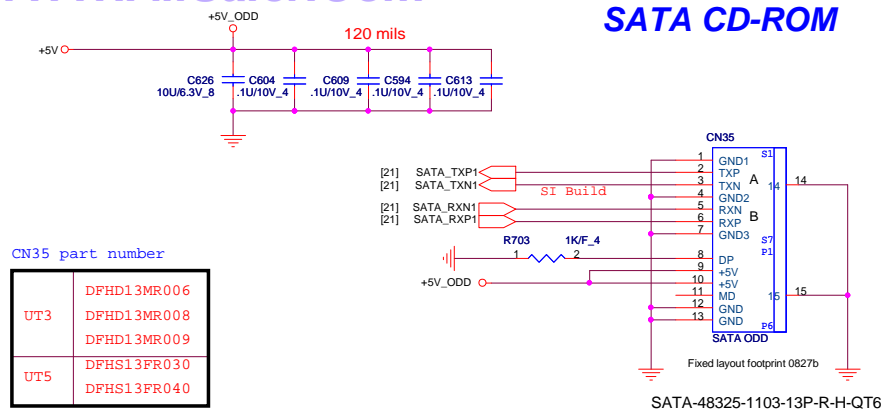 SATA CD-ROM
+5V_ODD
120 mils
+5V
C626 C604 C609 C594 C613
10U/6.3V_8 .1U/10V_4 .1U/10V_4 .1U/10V_4 .1U/10V_4
CN35
[21] SATA_TXP1
[21] SATA_TXN1
SI Build
[21] SATA_RXN1
[21] SATA_RXP1
1 GND1 S1
2 TXP
3 TXN A 14 14
4 GND2
5 RXN B
6 RXP
7 GND3 S7
P1
R703 1K/F_4
1 2
8 DP
+5V_ODD
9 +5V
10 +5V
11 MD 15 15
12 GND
13 GND P6
SATA ODD
Fixed layout footprint 0827b
SATA-48325-1103-13P-R-H-QT6
CN35 part number
UT3
DFHD13MR006
DFHD13MR008
DFHD13MR009
UT5
DFHS13FR030
DFHS13FR040